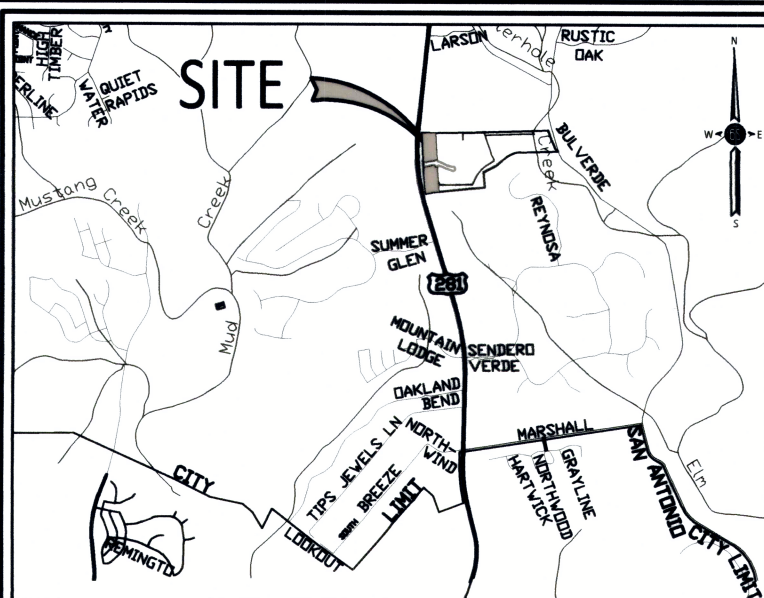 HIGH
TIMBER
WATER
QUIET
RAPIDS
SITE
LARSON
RUSTIC
OAK
N
W
E
S
Mustang Creek
Creek
Creek
BULVERDE
REYNOSA
SUMMER
GLEN
281
Mud
MOUNTAIN
LODGE
SENDERO
VERDE
OAKLAND
BEND
TIPS JEWELS LN
NORTH-
WIND
SOUTH BREEZE
MARSHALL
HARTWICK
NORTHWOOD
GRAYLINE
Elm
SAN ANTONIO
CITY LIMIT
CITY
LIMIT
LOOKOUT